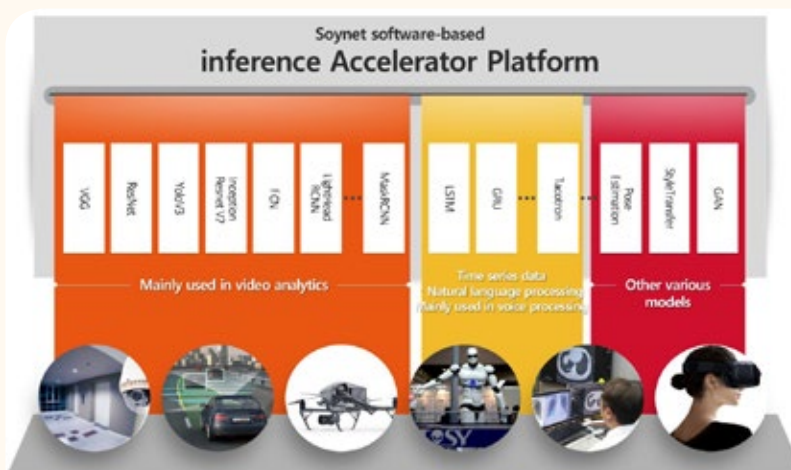 Soynet software-based
inference Accelerator Platform
VGG
ResNet
YoloV3
Inception
Resnet V2
FCN
LightHead
RCNN
MaskRCNN
LSTM
GRU
Tacotron
Pose
Estimation
StyleTransfer
GAN
Mainly used in video analytics
Time series data
Natural language processing
Mainly used in voice processing
Other various
models
SY